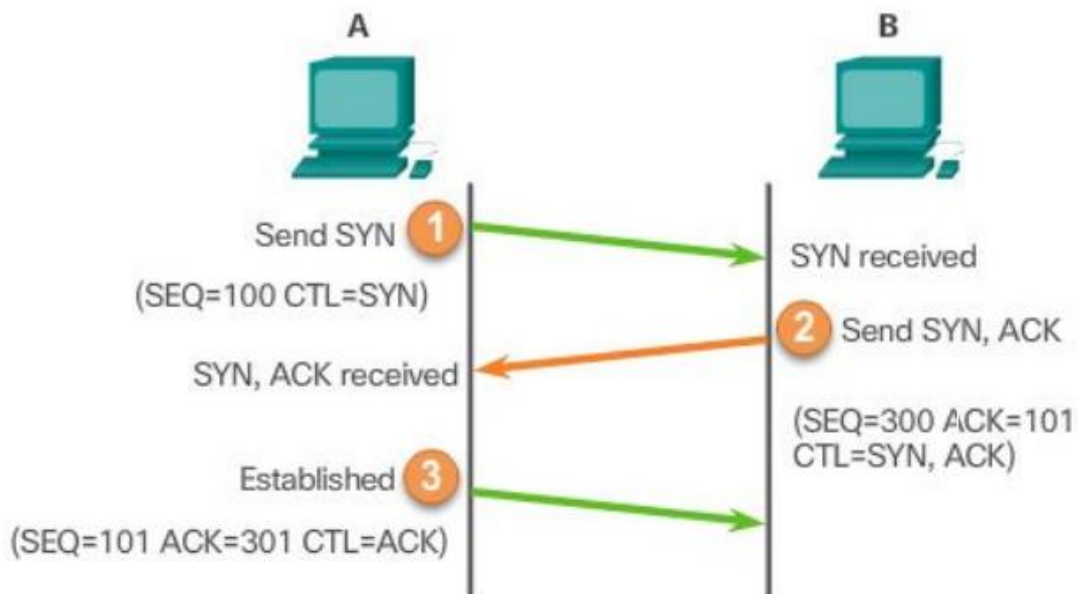 A
B
Send SYN 1
SYN received
(SEQ=100 CTL=SYN)
2 Send SYN, ACK
SYN, ACK received
(SEQ=300 ACK=101
CTL=SYN, ACK)
Established 3
(SEQ=101 ACK=301 CTL=ACK)